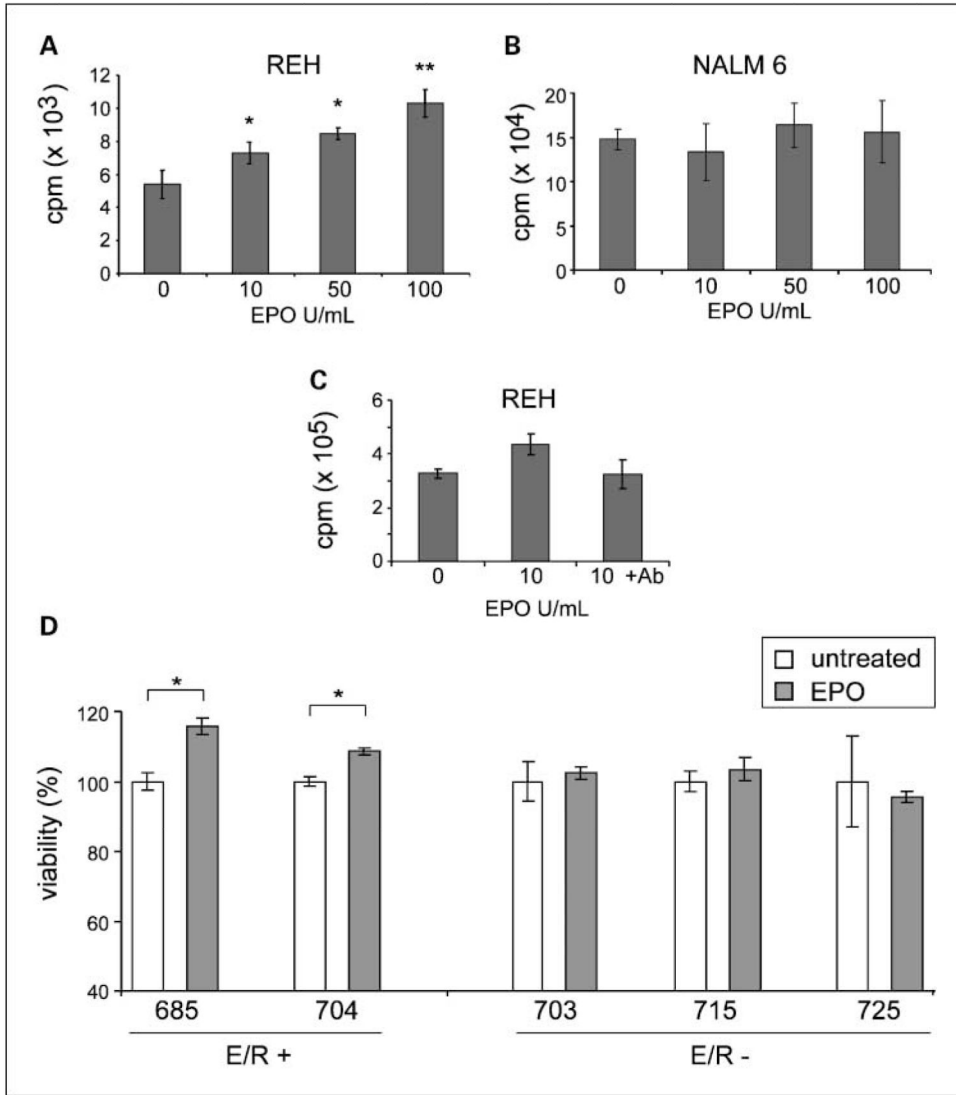 A
REH
cpm (x 10³)
12
10
8
6
4
2
0
*
*
**
0 10 50 100
EPO U/mL
B
NALM 6
cpm (x 10⁴)
20
15
10
5
0
0 10 50 100
EPO U/mL
C
REH
cpm (x 10⁵)
6
4
2
0
0 10 10 +Ab
EPO U/mL
D
untreated
EPO
viability (%)
120
100
80
60
40
*
*
685 704 703 715 725
E/R + E/R -